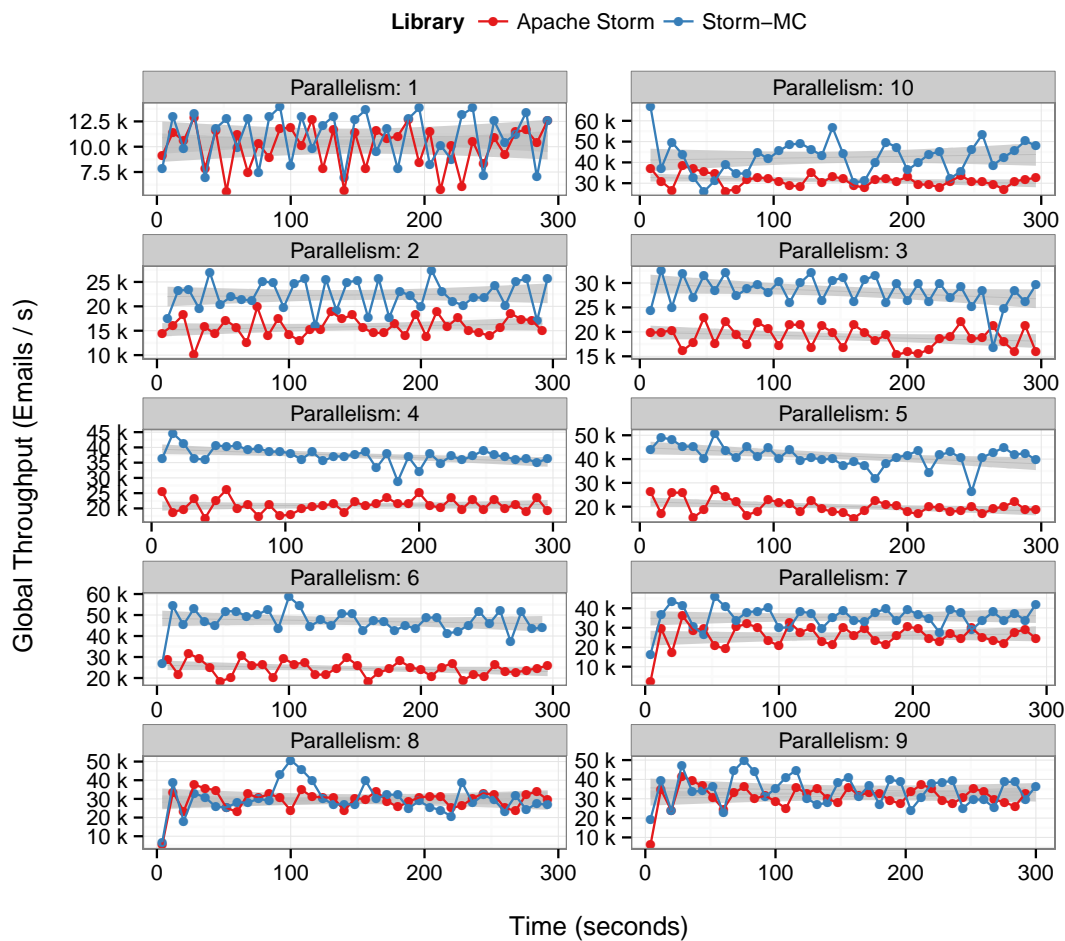 Library Apache Storm Storm−MC
Global Throughput (Emails / s)
Parallelism: 1
12.5 k
10.0 k
7.5 k
0 100 200 300
Parallelism: 10
60 k
50 k
40 k
30 k
0 100 200 300
Parallelism: 2
25 k
20 k
15 k
10 k
0 100 200 300
Parallelism: 3
30 k
25 k
20 k
15 k
0 100 200 300
Parallelism: 4
45 k
40 k
35 k
30 k
25 k
20 k
0 100 200 300
Parallelism: 5
50 k
40 k
30 k
20 k
0 100 200 300
Parallelism: 6
60 k
50 k
40 k
30 k
20 k
0 100 200 300
Parallelism: 7
40 k
30 k
20 k
10 k
0 100 200 300
Parallelism: 8
50 k
40 k
30 k
20 k
10 k
0 100 200 300
Parallelism: 9
50 k
40 k
30 k
20 k
10 k
0 100 200 300
Time (seconds)